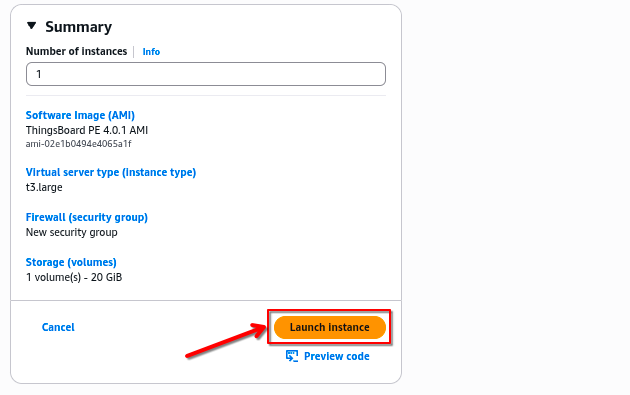 Summary
Number of instances Info
1
Software Image (AMI)
ThingsBoard PE 4.0.1 AMI
ami-02e1b0494e4065a1f
Virtual server type (instance type)
t3.large
Firewall (security group)
New security group
Storage (volumes)
1 volume(s) - 20 GiB
Cancel Launch instance
Preview code